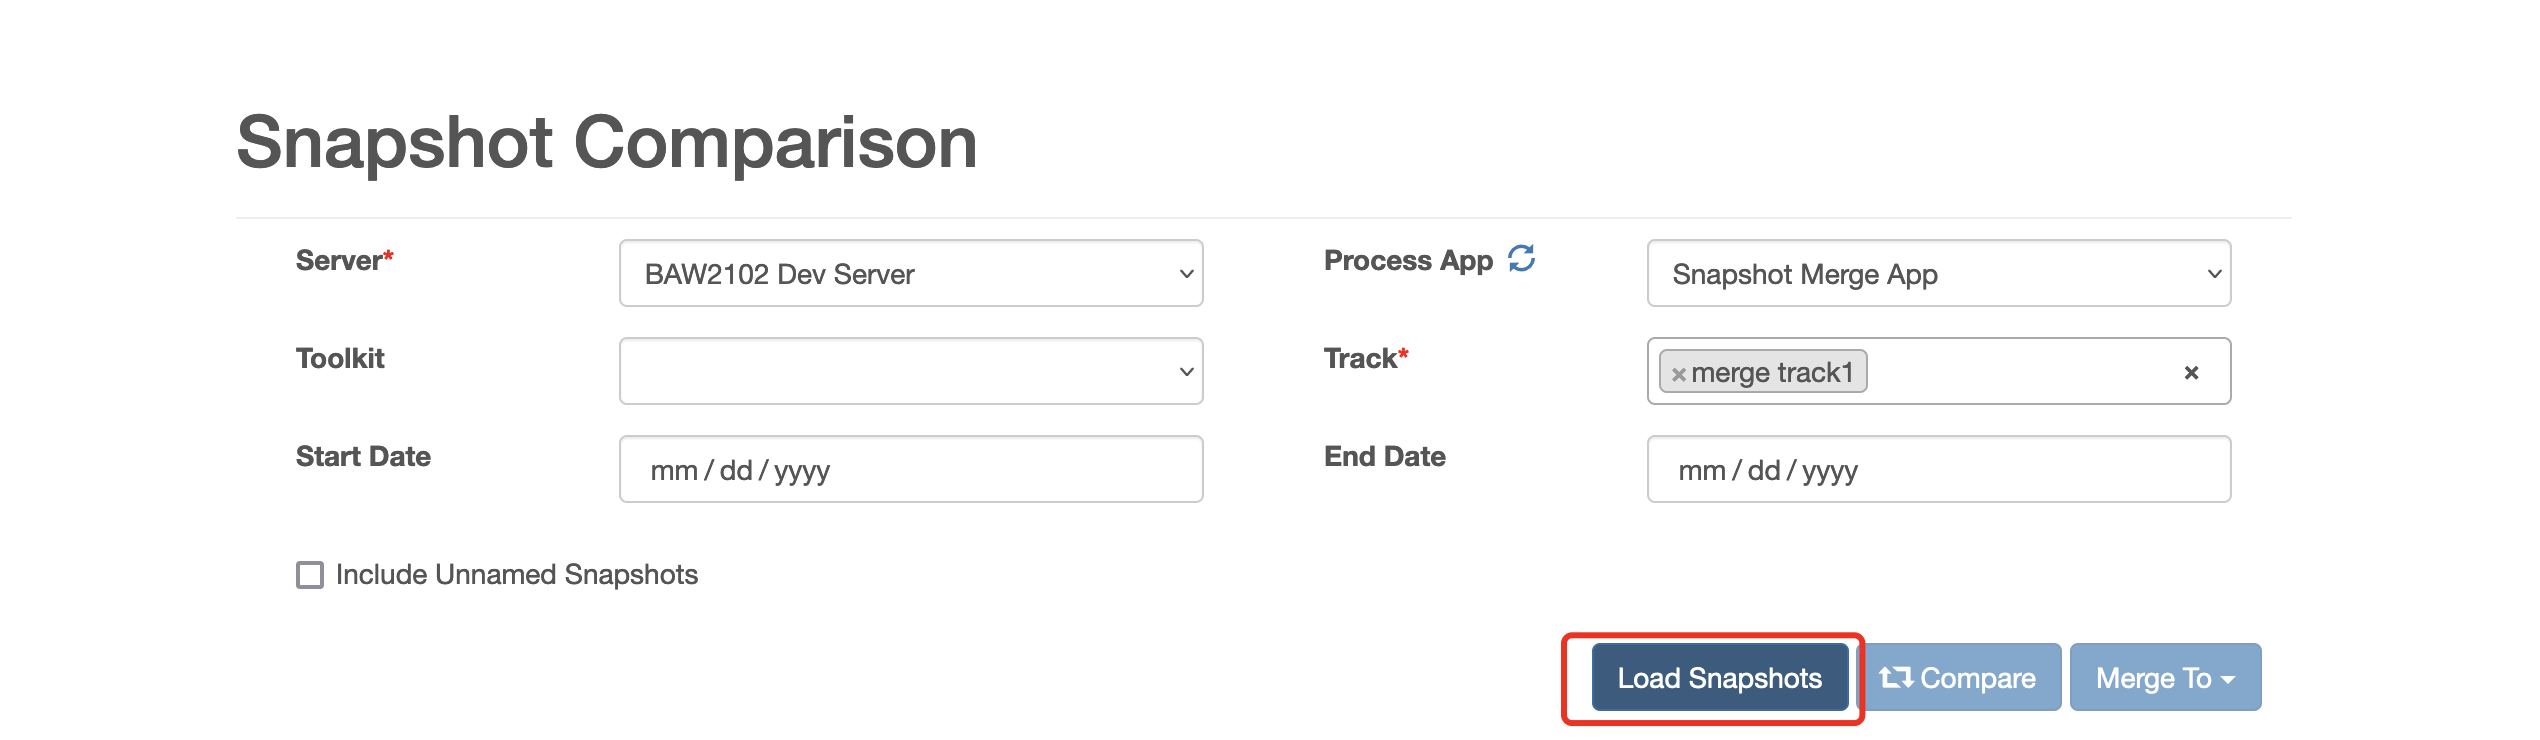 Snapshot Comparison
Server*
BAW2102 Dev Server
Process App
Snapshot Merge App
Toolkit
Track*
×merge track1 ×
Start Date
mm / dd / yyyy
End Date
mm / dd / yyyy
Include Unnamed Snapshots
Load Snapshots
Compare
Merge To